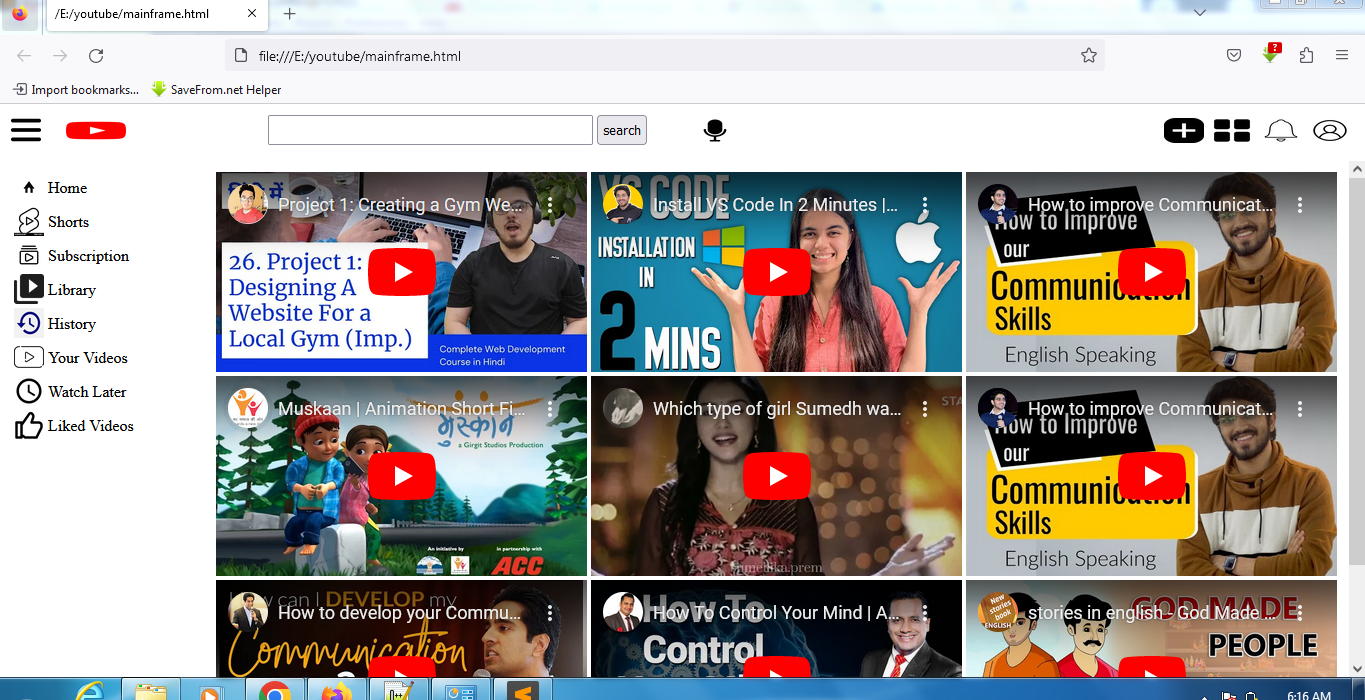 /E:/youtube/mainframe.html
file:///E:/youtube/mainframe.html
Import bookmarks...
SaveFrom.net Helper
search
Home
Shorts
Subscription
Library
History
Your Videos
Watch Later
Liked Videos
Project 1: Creating a Gym We...
26. Project 1:
Designing A
Website For a
Local Gym (Imp.)
Complete Web Development
Course in Hindi
VS CODE
Install VS Code In 2 Minutes |...
INSTALLATION
IN
2
MINS
How to improve Communicat...
How to Improve
our
Communication
Skills
English Speaking
Muskaan | Animation Short Fi...
मुस्कान
a Girgit Studios Production
An initiative by
in partnership with
ACC
Which type of girl Sumedh wa...
STA
How to improve Communicat...
How to Improve
our
Communication
Skills
English Speaking
How can I DEVELOP my
How to develop your Commu...
Communication
How To
How To Control Your Mind | A...
Control
New
stories
book
ENGLISH
stories in english - God Made ...
GOD MADE
PEOPLE
6:16 AM